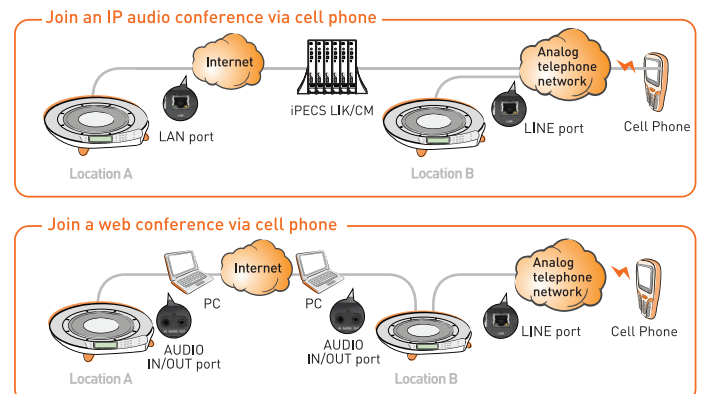 Join an IP audio conference via cell phone
Internet
Analog
telephone
network
LAN port
iPECS LIK/CM
LINE port
Cell Phone
Location A
Location B
Join a web conference via cell phone
Internet
Analog
telephone
network
PC
PC
AUDIO
IN/OUT port
AUDIO
IN/OUT port
LINE port
Cell Phone
Location A
Location B